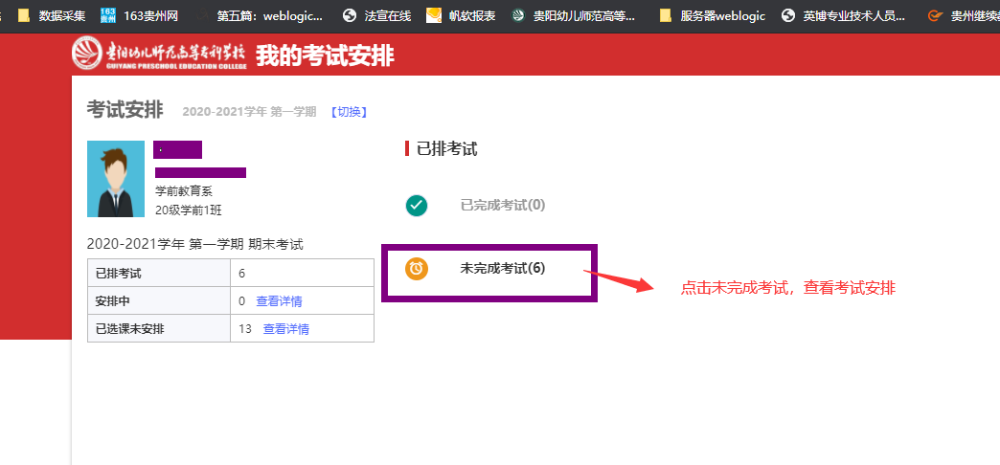 数据采集 163贵州网 第五篇：weblogic... 法宣在线 帆软报表 贵阳幼儿师范高等... 服务器weblogic 英博专业技术人员... 贵州继续教
163
贵州
贵阳幼儿师范高等专科学校 我的考试安排
GUIYANG PRESCHOOL EDUCATION COLLEGE
考试安排 2020-2021学年 第一学期 【切换】
学前教育系
20级学前1班
2020-2021学年 第一学期 期末考试
已排考试 6
安排中 0 查看详情
已选课未安排 13 查看详情
已排考试
已完成考试(0)
未完成考试(6)
点击未完成考试，查看考试安排